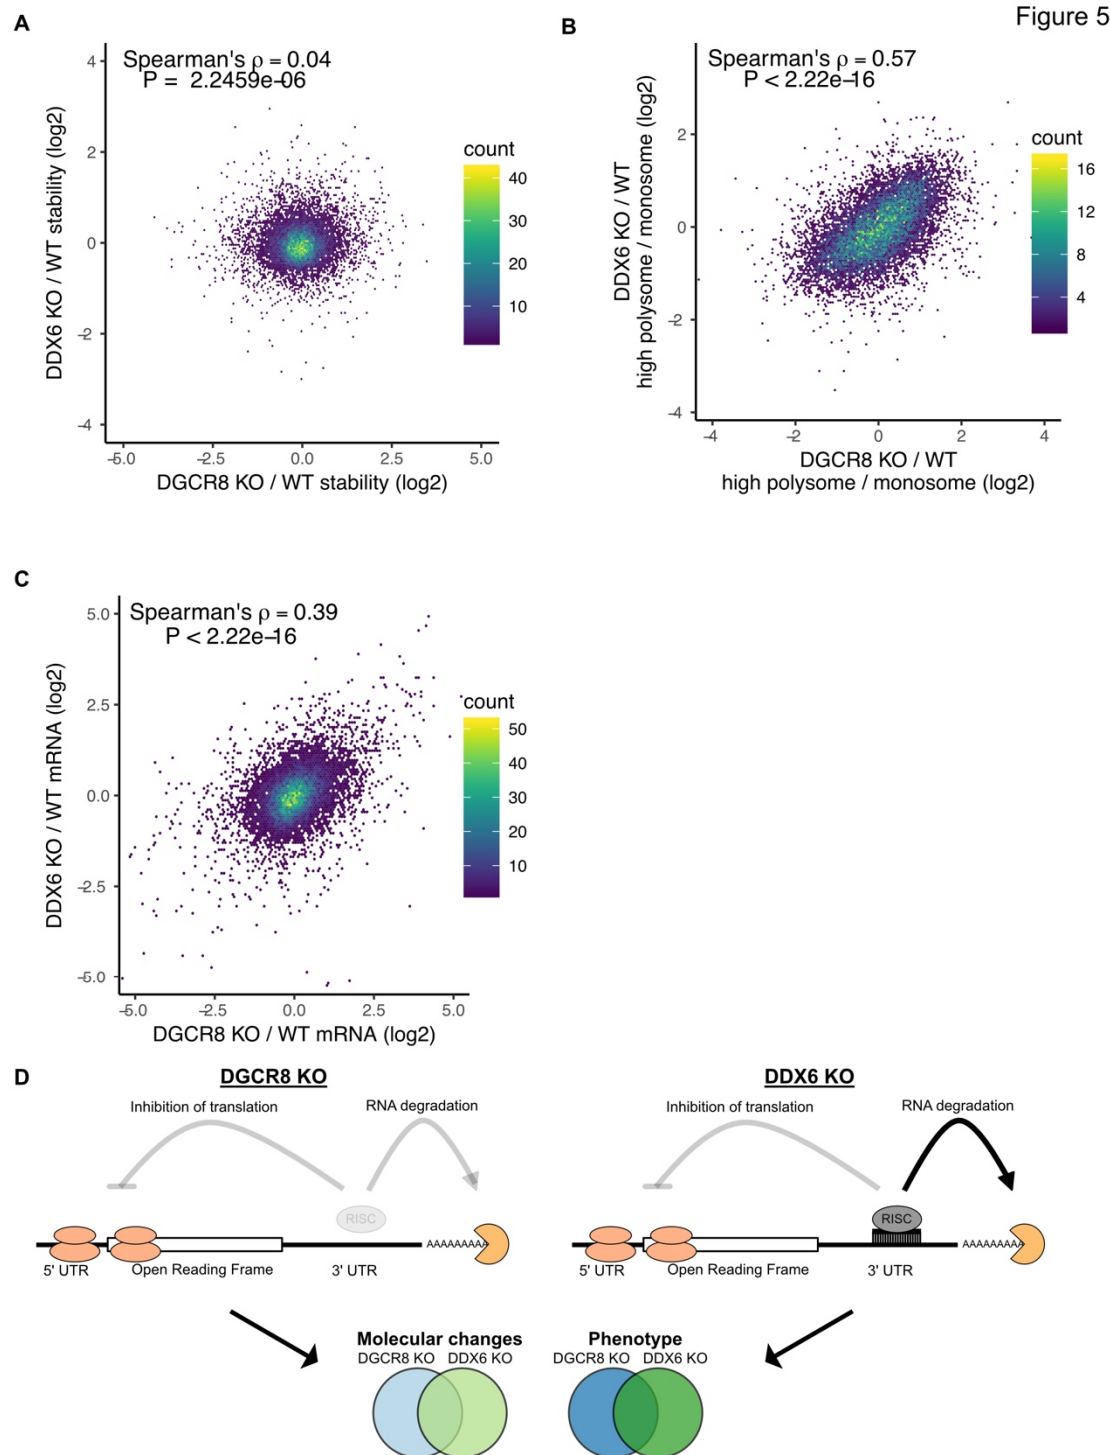 Figure 5
A
Spearman's ρ = 0.04
P = 2.2459e−06
DDX6 KO / WT stability (log2)
4
2
0
−2
−4
−5.0 −2.5 0.0 2.5 5.0
DGCR8 KO / WT stability (log2)
count
40
30
20
10
B
Spearman's ρ = 0.57
P < 2.22e−16
DDX6 KO / WT
high polysome / monosome (log2)
2
0
−2
−4
−4 −2 0 2 4
DGCR8 KO / WT
high polysome / monosome (log2)
count
16
12
8
4
C
Spearman's ρ = 0.39
P < 2.22e−16
DDX6 KO / WT mRNA (log2)
5.0
2.5
0.0
−2.5
−5.0
−5.0 −2.5 0.0 2.5 5.0
DGCR8 KO / WT mRNA (log2)
count
50
40
30
20
10
D
DGCR8 KO
Inhibition of translation
RNA degradation
RISC
AAAAAAAAA
5' UTR
Open Reading Frame
3' UTR
DDX6 KO
Inhibition of translation
RNA degradation
RISC
AAAAAAAAA
5' UTR
Open Reading Frame
3' UTR
Molecular changes
DGCR8 KO DDX6 KO
Phenotype
DGCR8 KO DDX6 KO